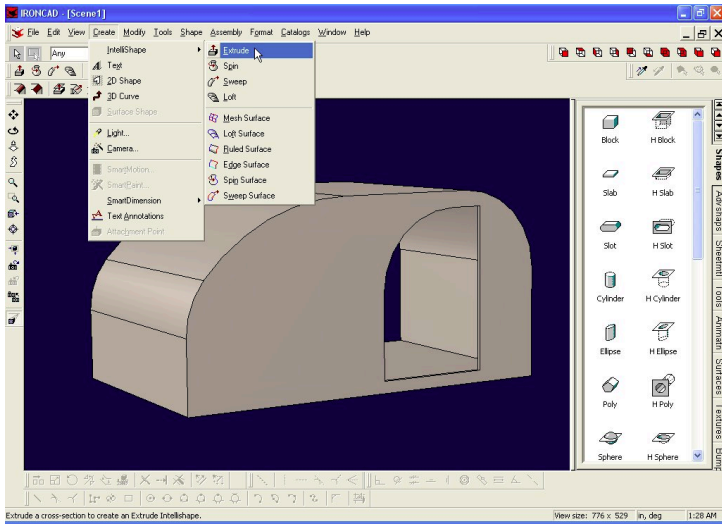 IRONCAD - [Scene1]
File Edit View Create Modify Tools Shape Assembly Format Catalogs Window Help
Any
IntelliShape
Text
2D Shape
3D Curve
Surface Shape
Light...
Camera...
SmartMotion...
SmartPaint...
SmartDimension
Text Annotations
Attachment Point
Extrude
Spin
Sweep
Loft
Mesh Surface
Loft Surface
Ruled Surface
Edge Surface
Spin Surface
Sweep Surface
Block H Block
Slab H Slab
Slot H Slot
Cylinder H Cylinder
Ellipse H Ellipse
Poly H Poly
Sphere H Sphere
Shapes
Advshaps
Sheetmtl
Tools
Animatn
Surfaces
Textures
Bump
Extrude a cross-section to create an Extrude Intellishape.
View size: 776 x 529 in, deg 1:28 AM